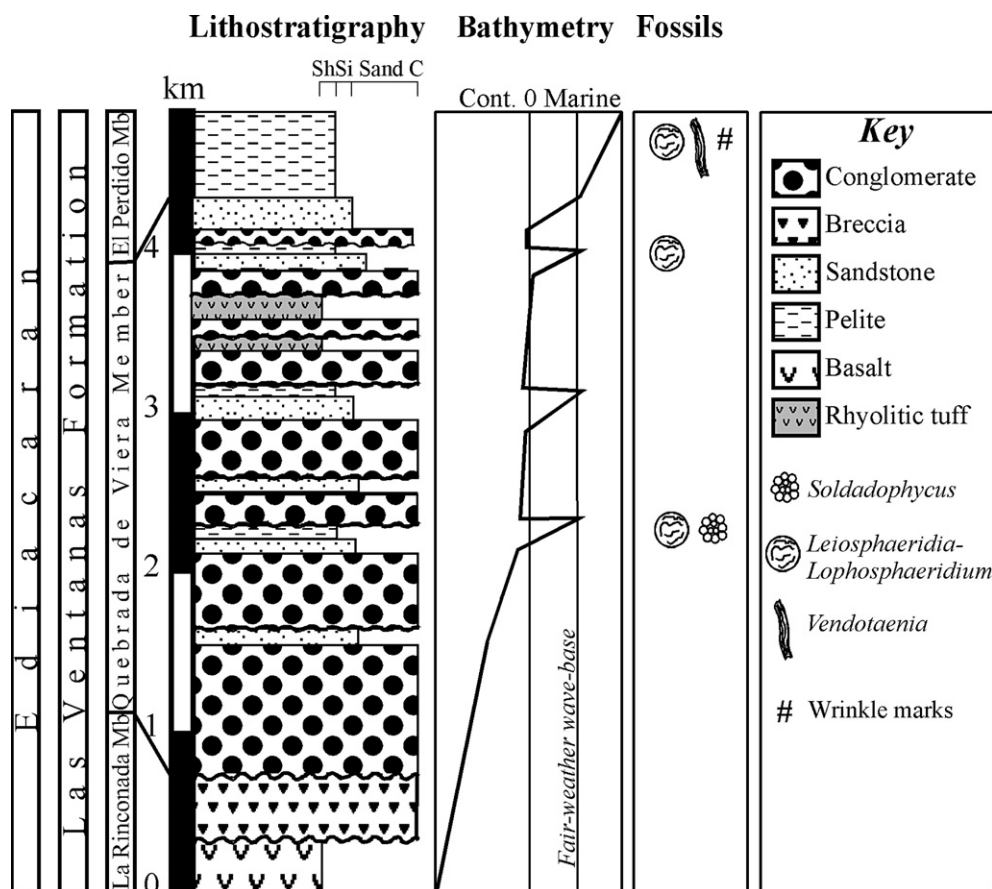 Lithostratigraphy Bathymetry Fossils
ShSi Sand C
km
Cont. 0 Marine
Ediacaran
Las Ventanas Formation
El Perdido Mb
Quebrada de Viera Member
La Rinconada Mb
4
3
2
1
0
Fair-weather wave-base
#
Key
Conglomerate
Breccia
Sandstone
Pelite
Basalt
Rhyolitic tuff
Soldadophycus
Leiosphaeridia-
Lophosphaeridium
Vendotaenia
# Wrinkle marks